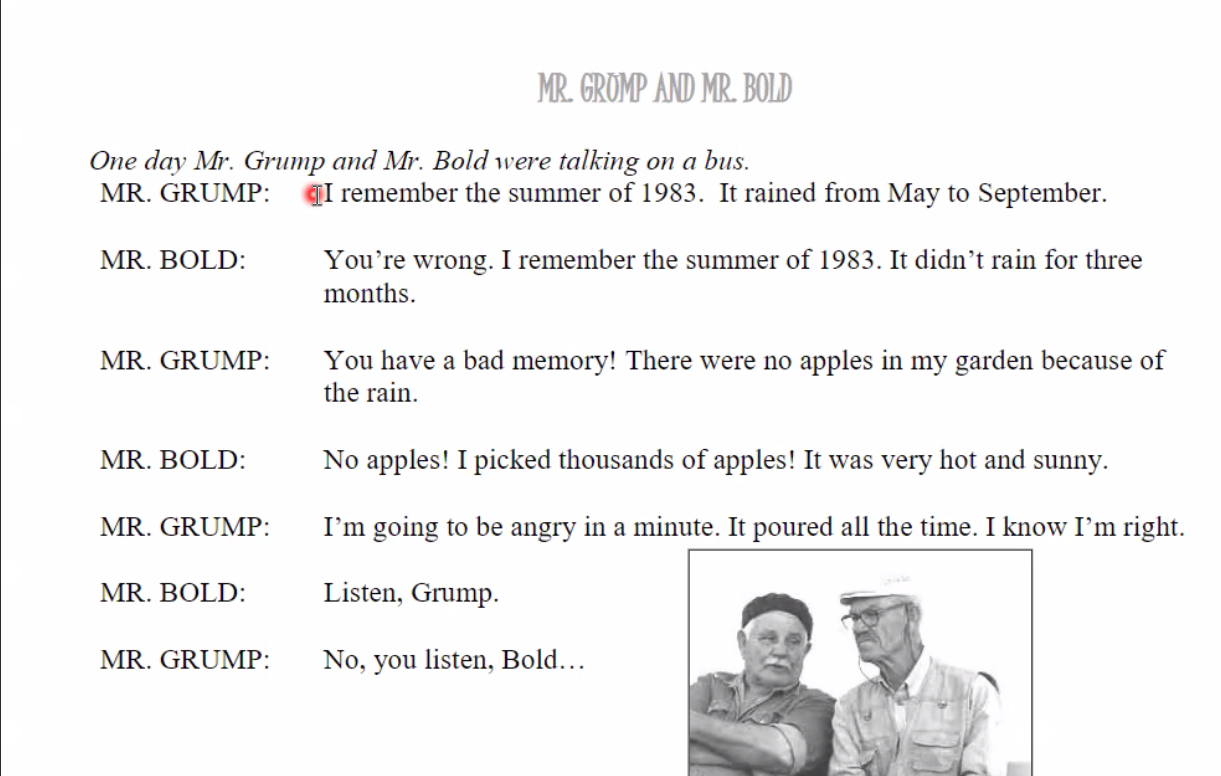 MR. GRUMP AND MR. BOLD
One day Mr. Grump and Mr. Bold were talking on a bus.
MR. GRUMP: I remember the summer of 1983. It rained from May to September.
MR. BOLD: You're wrong. I remember the summer of 1983. It didn't rain for three
months.
MR. GRUMP: You have a bad memory! There were no apples in my garden because of
the rain.
MR. BOLD: No apples! I picked thousands of apples! It was very hot and sunny.
MR. GRUMP: I'm going to be angry in a minute. It poured all the time. I know I'm right.
MR. BOLD: Listen, Grump.
MR. GRUMP: No, you listen, Bold…